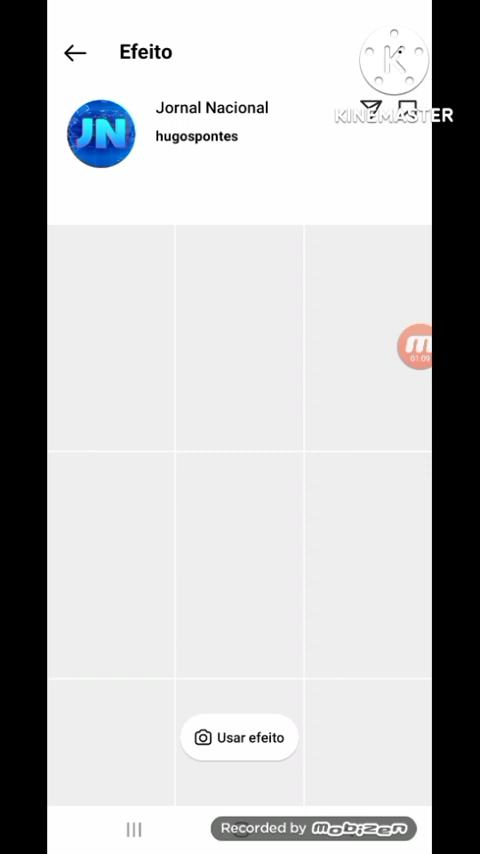 Efeito
K
KINEMASTER
JN
Jornal Nacional
hugospontes
01:09
Usar efeito
Recorded by mobizen